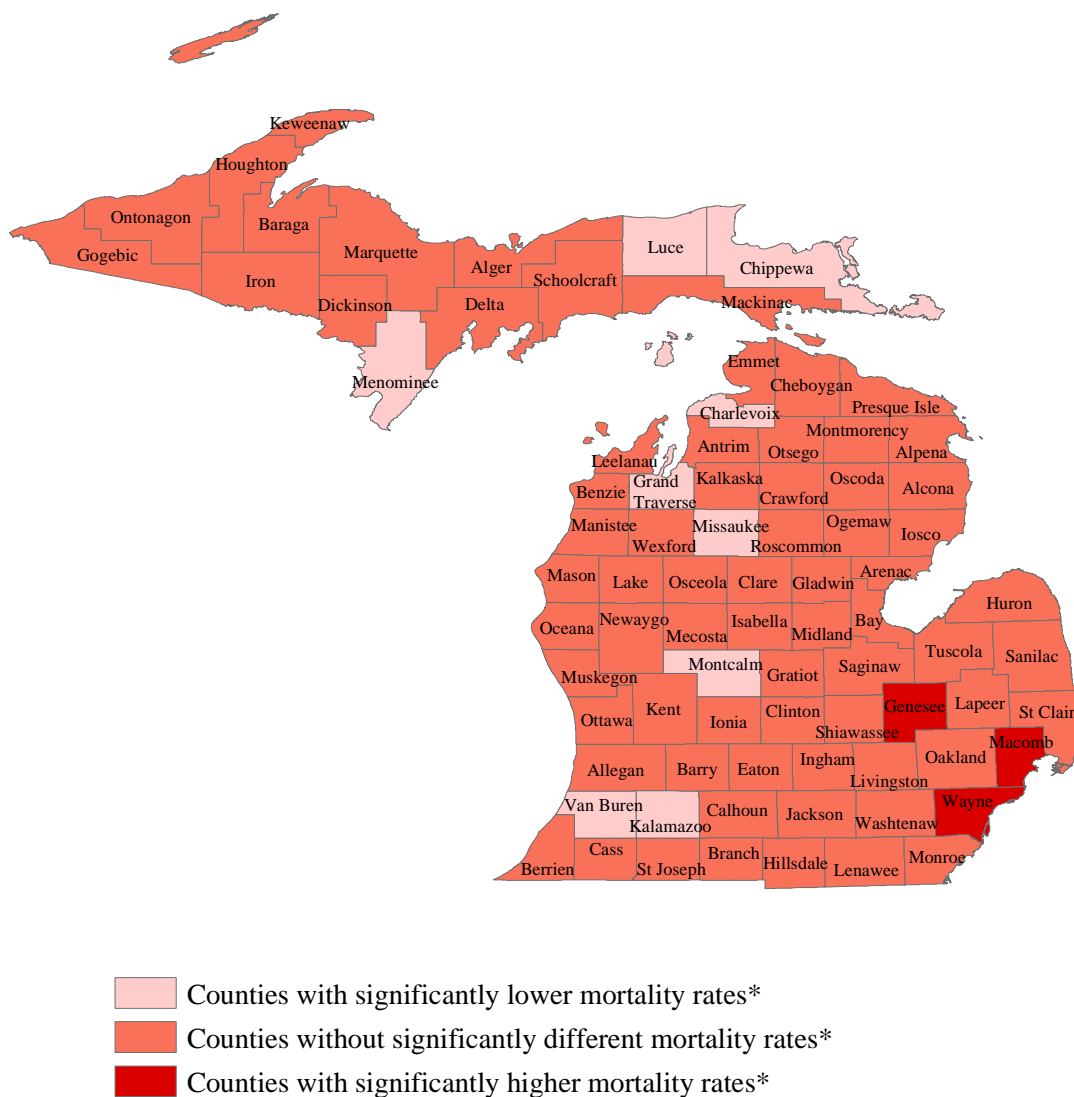 Keweenaw
Houghton
Ontonagon
Baraga
Gogebic
Marquette
Luce
Chippewa
Iron
Alger
Schoolcraft
Dickinson
Delta
Mackinac
Menominee
Emmet
Cheboygan
Presque Isle
Charlevoix
Montmorency
Antrim
Otsego
Alpena
Leelanau
Grand
Traverse
Kalkaska
Oscoda
Benzie
Crawford
Alcona
Manistee
Missaukee
Ogemaw
Iosco
Wexford
Roscommon
Arenac
Mason
Lake
Osceola
Clare
Gladwin
Huron
Oceana
Newaygo
Mecosta
Isabella
Midland
Bay
Tuscola
Sanilac
Montcalm
Saginaw
Muskegon
Gratiot
Genesee
Lapeer
St Clair
Ottawa
Kent
Ionia
Clinton
Shiawassee
Macomb
Oakland
Allegan
Barry
Eaton
Ingham
Livingston
Van Buren
Kalamazoo
Calhoun
Jackson
Washtenaw
Wayne
Berrien
Cass
St Joseph
Branch
Hillsdale
Lenawee
Monroe
Counties with significantly lower mortality rates*
Counties without significantly different mortality rates*
Counties with significantly higher mortality rates*